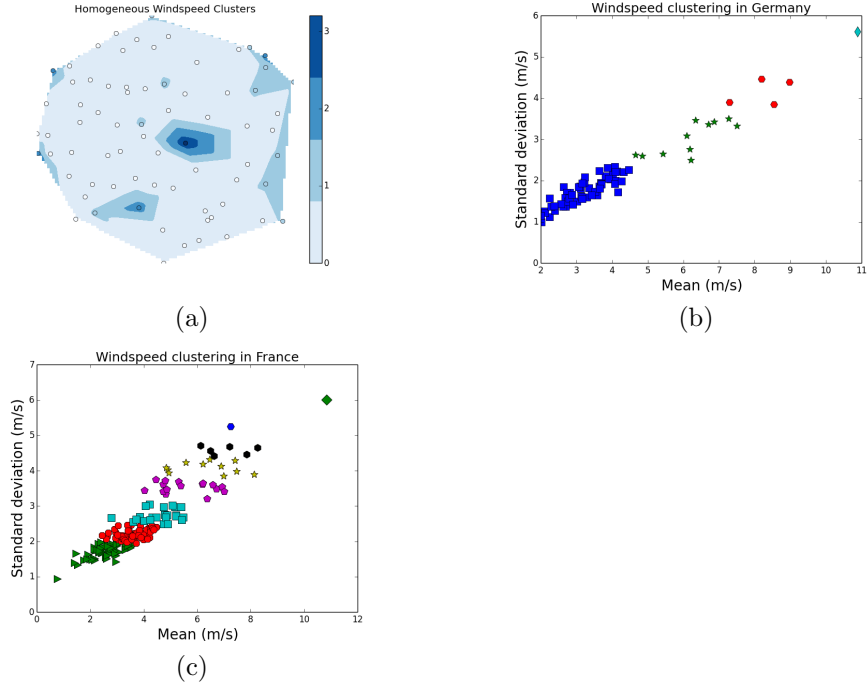 Homogeneous Windspeed Clusters
3
2
1
0
(a)
Windspeed clustering in Germany
Standard deviation (m/s)
6
5
4
3
2
1
0
2 3 4 5 6 7 8 9 10 11
Mean (m/s)
(b)
Windspeed clustering in France
Standard deviation (m/s)
7
6
5
4
3
2
1
0
0 2 4 6 8 10 12
Mean (m/s)
(c)